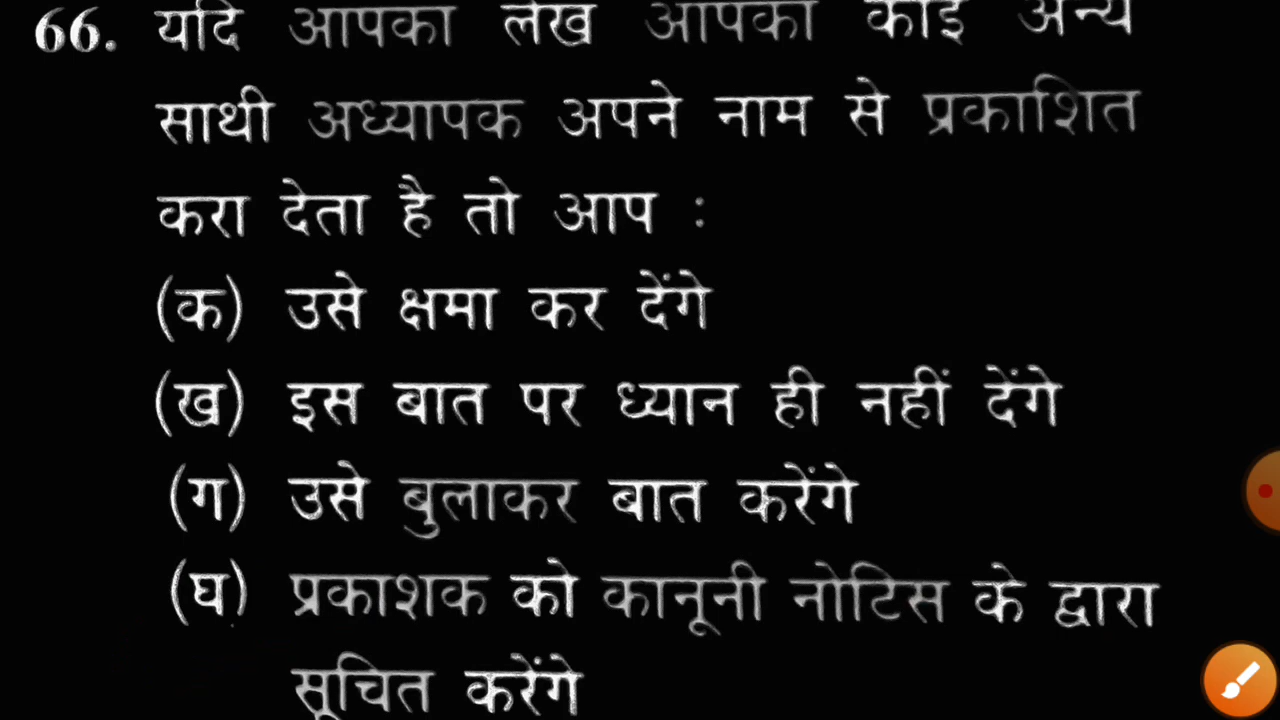 66. यदि आपका लेख आपका कोई अन्य
साथी अध्यापक अपने नाम से प्रकाशित
करा देता है तो आप :
(क) उसे क्षमा कर देंगे
(ख) इस बात पर ध्यान ही नहीं देंगे
(ग) उसे बुलाकर बात करेंगे
(घ) प्रकाशक को कानूनी नोटिस के द्वारा
सूचित करेंगे